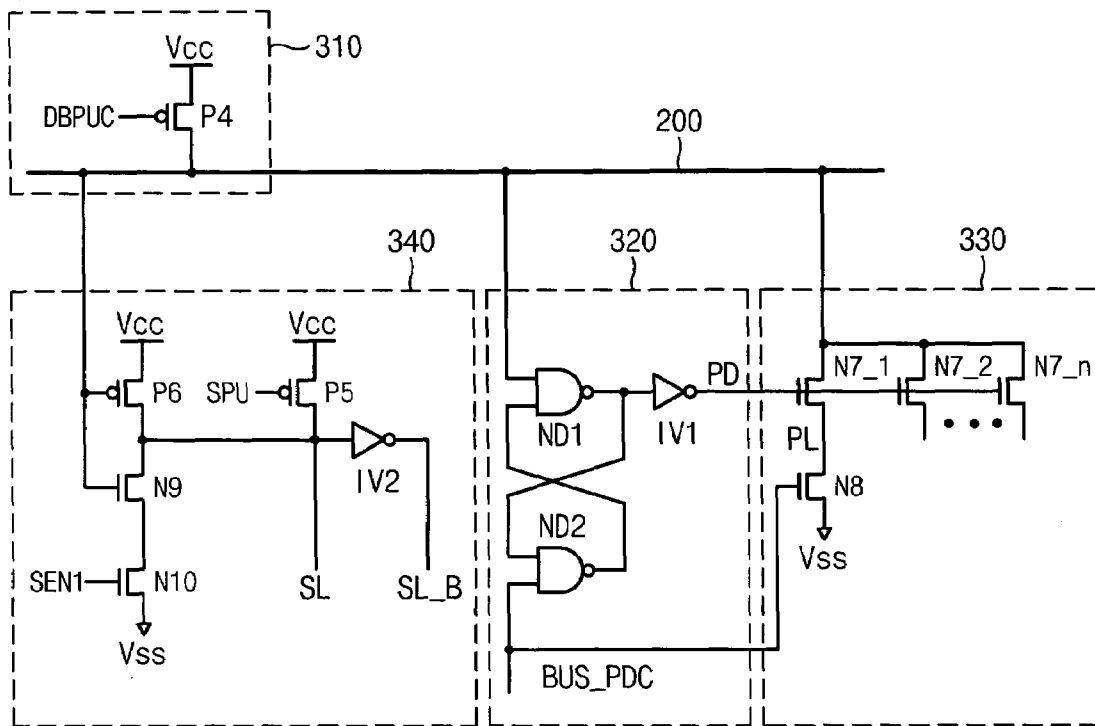 310
Vcc
DBPUC
P4
200
340
320
330
Vcc
Vcc
P6
SPU
P5
N9
IV2
SEN1
N10
SL
SL_B
Vss
ND1
IV1
PD
ND2
BUS_PDC
N7_1
N7_2
N7_n
PL
N8
Vss